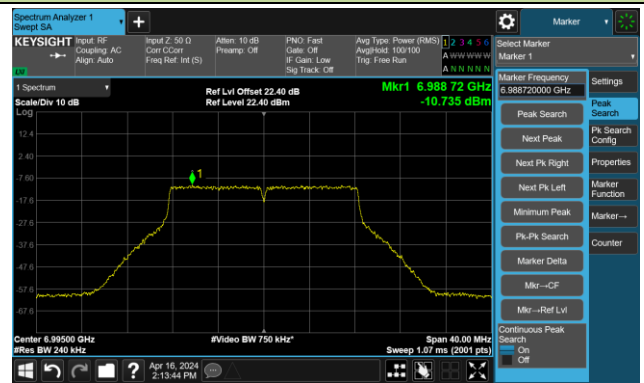 Spectrum Analyzer 1
Swept SA
Marker
KEYSIGHT
Input: RF
Coupling: AC
Align: Auto
Input Z: 50 Ω
Corr CCorr
Freq Ref: Int (S)
Atten: 10 dB
Preamp: Off
PNO: Fast
Gate: Off
IF Gain: Low
Sig Track: Off
Avg Type: Power (RMS)
Avg|Hold: 100/100
Trig: Free Run
1 2 3 4 5 6
A W W W W W
A N N N N N
LW
Select Marker
Marker 1
1 Spectrum
Scale/Div 10 dB
Ref Lvl Offset 22.40 dB
Ref Level 22.40 dBm
Mkr1 6.988 72 GHz
-10.735 dBm
Log
12.4
2.40
-7.60
-17.6
-27.6
-37.6
-47.6
-57.6
-67.6
1
Center 6.99500 GHz
#Res BW 240 kHz
#Video BW 750 kHz*
Span 40.00 MHz
Sweep 1.07 ms (2001 pts)
Marker Frequency
6.988720000 GHz
Peak Search
Next Peak
Next Pk Right
Next Pk Left
Minimum Peak
Pk-Pk Search
Marker Delta
Mkr→CF
Mkr→Ref Lvl
Continuous Peak
Search
On
Off
Settings
Peak
Search
Pk Search
Config
Properties
Marker
Function
Marker→
Counter
?
Apr 16, 2024
2:13:44 PM